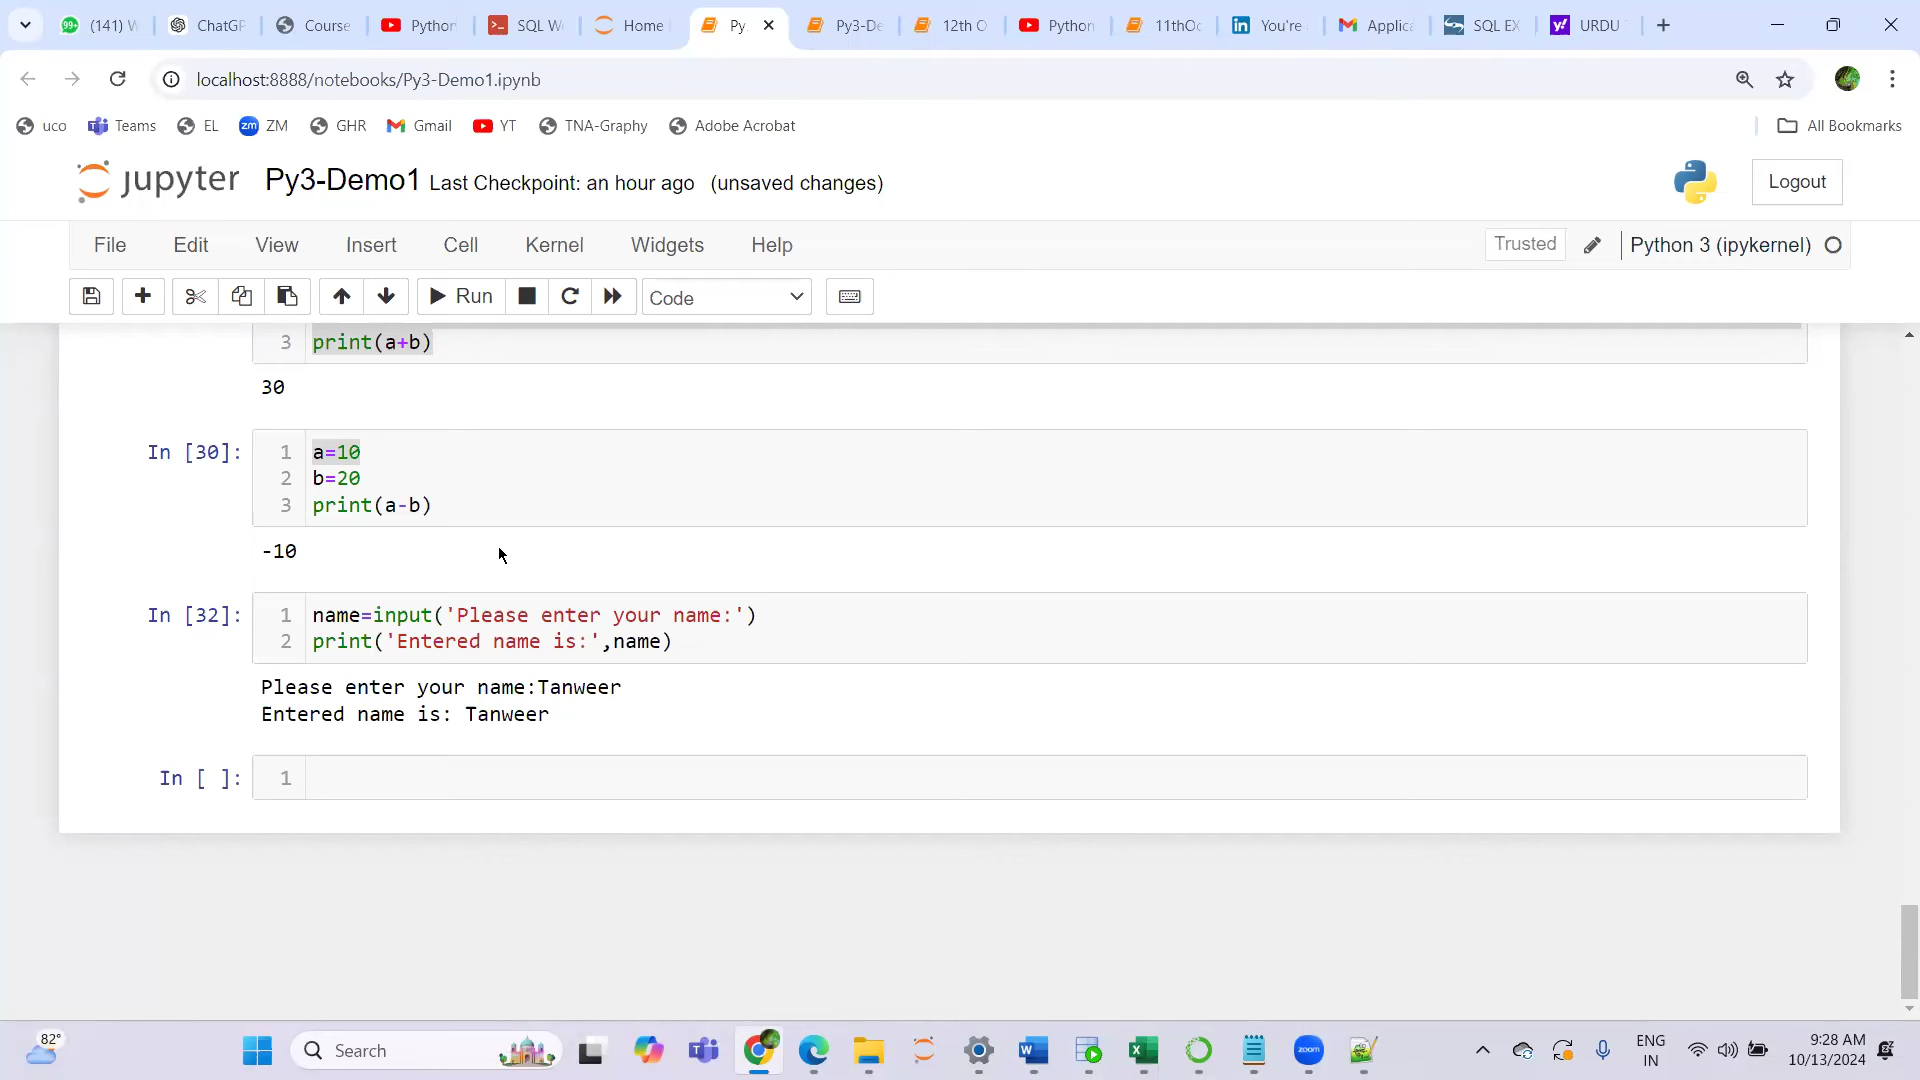 (141) W ChatGP Course Python SQL We Home Py Py3-De 12th O Python 11thOc You're Applica SQL EX URDU
localhost:8888/notebooks/Py3-Demo1.ipynb
uco Teams EL ZM GHR Gmail YT TNA-Graphy Adobe Acrobat All Bookmarks
jupyter Py3-Demo1 Last Checkpoint: an hour ago (unsaved changes) Logout
File Edit View Insert Cell Kernel Widgets Help Trusted Python 3 (ipykernel)
Run Code
3 print(a+b)
30
In [30]: 1 a=10
2 b=20
3 print(a-b)
-10
In [32]: 1 name=input('Please enter your name:')
2 print('Entered name is:',name)
Please enter your name:Tanweer
Entered name is: Tanweer
In [ ]: 1
82° Search zoom ENG IN 9:28 AM 10/13/2024